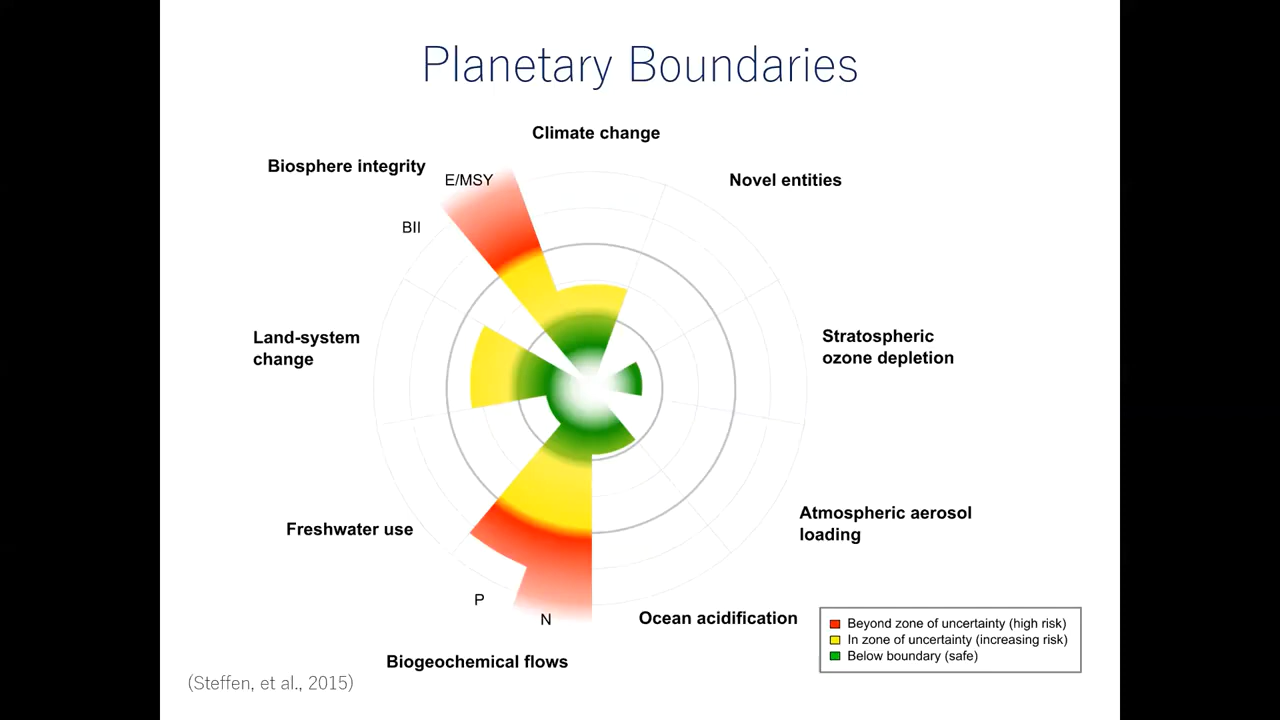 Planetary Boundaries
Climate change
Biosphere integrity
E/MSY
Novel entities
BII
Land-system
change
Stratospheric
ozone depletion
Freshwater use
Atmospheric aerosol
loading
P
N
Ocean acidification
Biogeochemical flows
Beyond zone of uncertainty (high risk)
In zone of uncertainty (increasing risk)
Below boundary (safe)
(Steffen, et al., 2015)